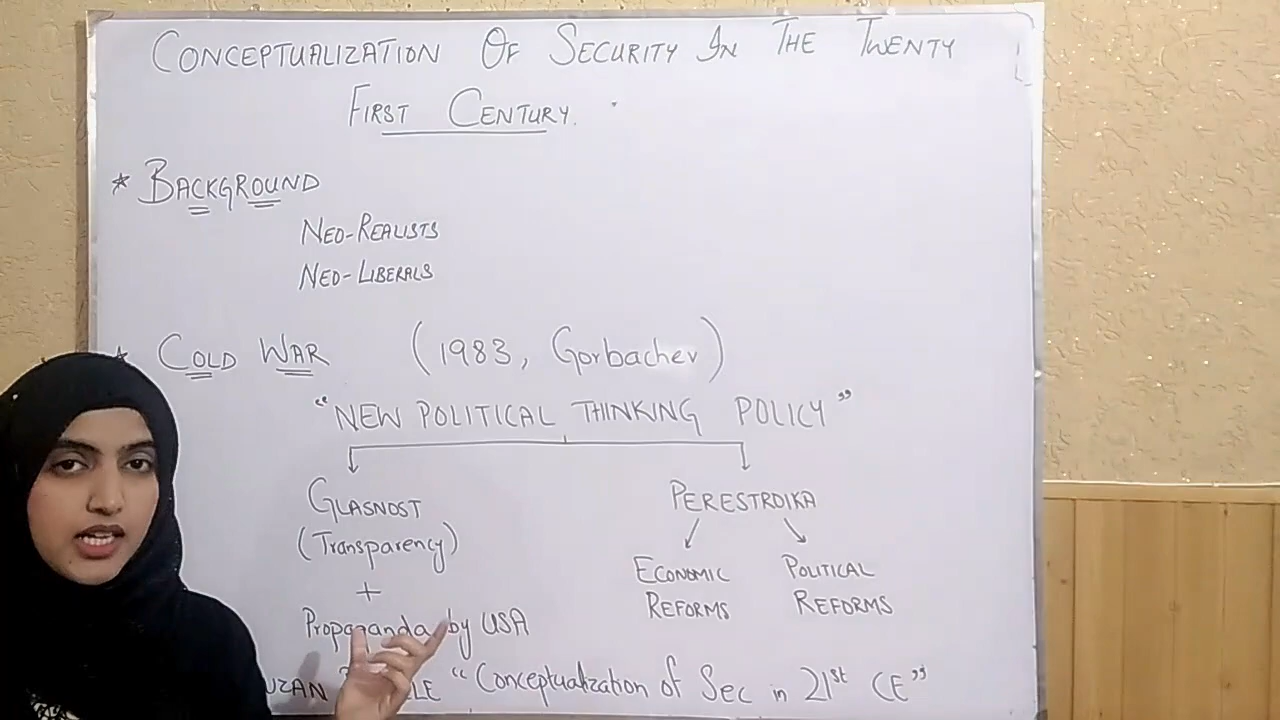 CONCEPTUALIZATION OF SECURITY IN THE TWENTY
FIRST CENTURY.
* BACKGROUND
NEO-REALISTS
NEO-LIBERALS
* COLD WAR (1983, Gorbachev)
"NEW POLITICAL THINKING POLICY"
GLASNOST PERESTROIKA
(Transparency)
ECONOMIC POLITICAL
+
REFORMS REFORMS
Propaganda by USA
"Conceptualization of Sec in 21st CE"